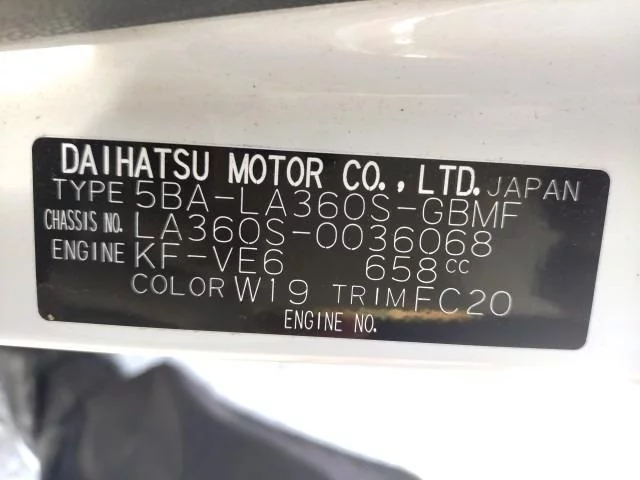 DAIHATSU MOTOR CO., LTD. JAPAN
TYPE 5BA-LA360S-GBMF
CHASSIS NO. LA360S-0036068
ENGINE KF-VE6 658cc
COLOR W19 TRIM FC20
ENGINE NO.